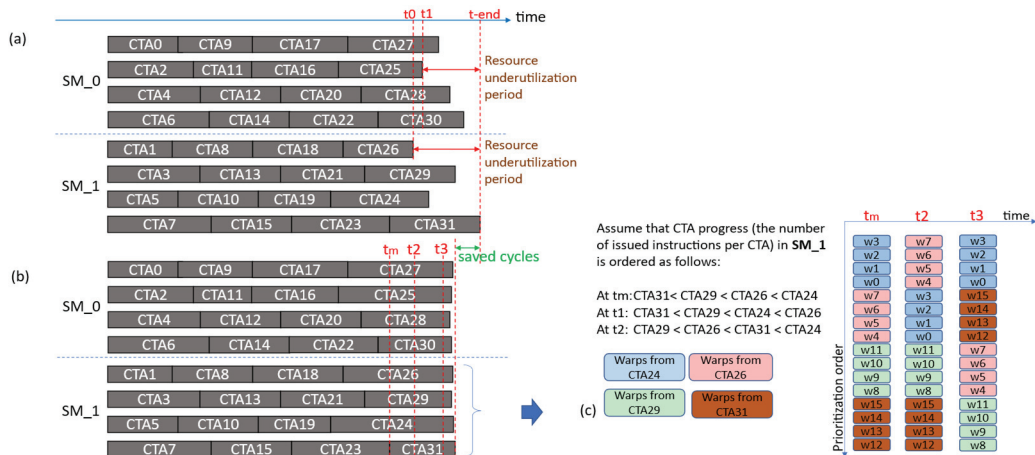 t0 t1 t-end
time
(a)
CTA0 CTA9 CTA17 CTA27
CTA2 CTA11 CTA16 CTA25
SM_0
CTA4 CTA12 CTA20 CTA28
CTA6 CTA14 CTA22 CTA30
Resource
underutilization
period
CTA1 CTA8 CTA18 CTA26
CTA3 CTA13 CTA21 CTA29
SM_1
CTA5 CTA10 CTA19 CTA24
CTA7 CTA15 CTA23 CTA31
Resource
underutilization
period
tm t2 t3
saved cycles
(b)
CTA0 CTA9 CTA17 CTA27
CTA2 CTA11 CTA16 CTA25
SM_0
CTA4 CTA12 CTA20 CTA28
CTA6 CTA14 CTA22 CTA30
CTA1 CTA8 CTA18 CTA26
CTA3 CTA13 CTA21 CTA29
SM_1
CTA5 CTA10 CTA19 CTA24
CTA7 CTA15 CTA23 CTA31
Assume that CTA progress (the number
of issued instructions per CTA) in SM_1
is ordered as follows:
At tm:CTA31< CTA29 < CTA26 < CTA24
At t1: CTA31 < CTA29 < CTA24 < CTA26
At t2: CTA29 < CTA26 < CTA31 < CTA24
Warps from
CTA24
Warps from
CTA26
(c)
Warps from
CTA29
Warps from
CTA31
tm t2 t3
time
Prioritization order
w3 w7 w3
w2 w6 w2
w1 w5 w1
w0 w4 w0
w7 w3 w15
w6 w2 w14
w5 w1 w13
w4 w0 w12
w11 w11 w7
w10 w10 w6
w9 w9 w5
w8 w8 w4
w15 w15 w11
w14 w14 w10
w13 w13 w9
w12 w12 w8